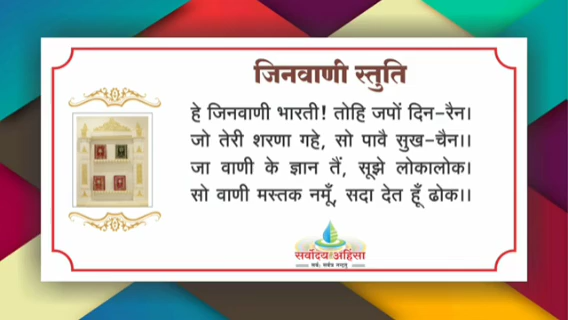 जिनवाणी स्तुति
हे जिनवाणी भारती! तोहि जपों दिन-रैन।
जो तेरी शरणा गहे, सो पावै सुख-चैन।।
जा वाणी के ज्ञान तैं, सूझे लोकालोक।
सो वाणी मस्तक नमूँ, सदा देत हूँ ढोक।।
सर्वोदय अहिंसा